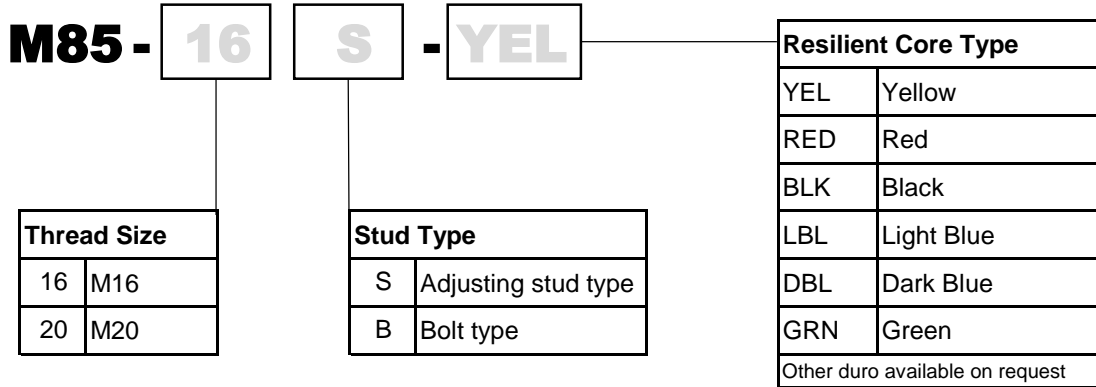 M85 - 16 S - YEL
Resilient Core Type
YEL Yellow
RED Red
BLK Black
LBL Light Blue
DBL Dark Blue
GRN Green
Other duro available on request
Thread Size
16 M16
20 M20
Stud Type
S Adjusting stud type
B Bolt type